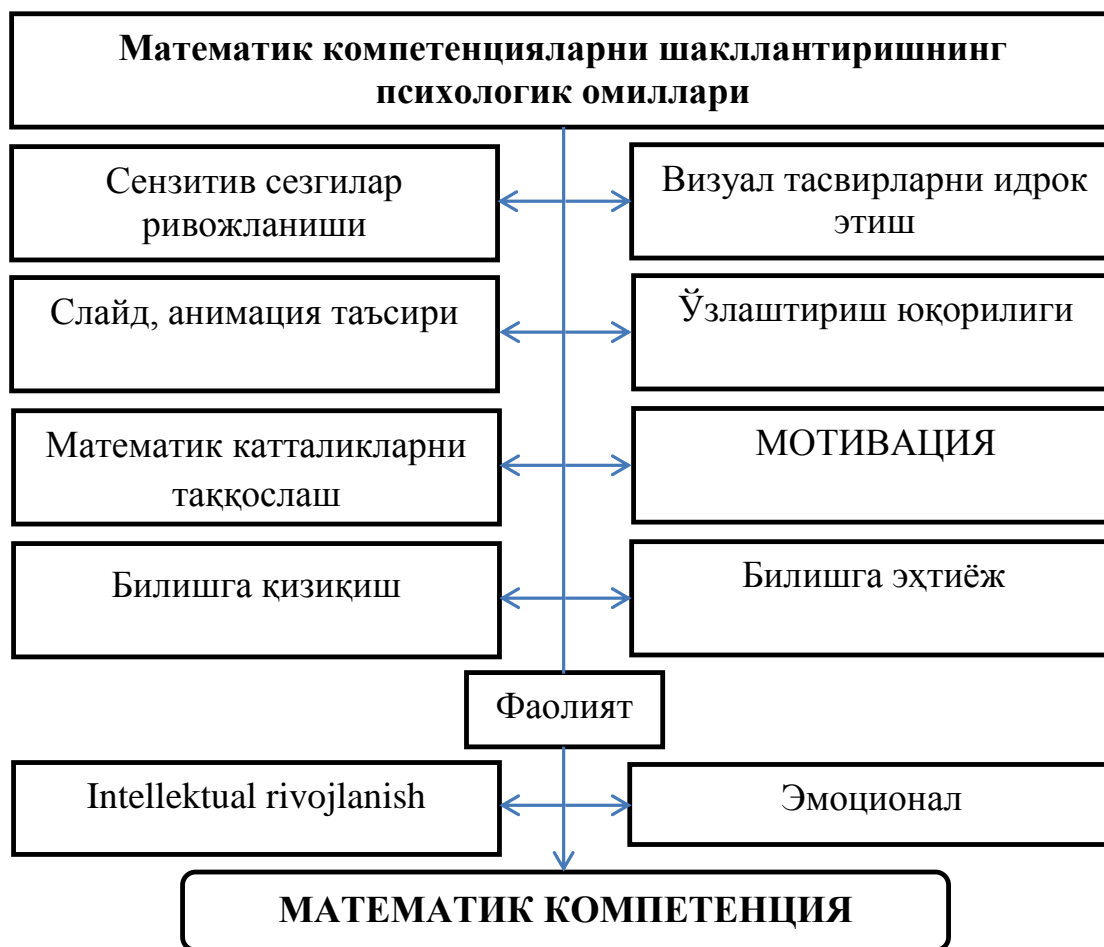 Математик компетенцияларни шакллантиришнинг
психологик омиллари
Сензитив сезгилар
ривожланиши
Визуал тасвирларни идрок
этиш
Слайд, анимация таъсири
Ўзлаштириш юқорилиги
Математик катталикларни
таққослаш
МОТИВАЦИЯ
Билишга қизиқиш
Билишга эҳтиёж
Фаолият
Intellektual rivojlanish
Эмоционал
МАТЕМАТИК КОМПЕТЕНЦИЯ